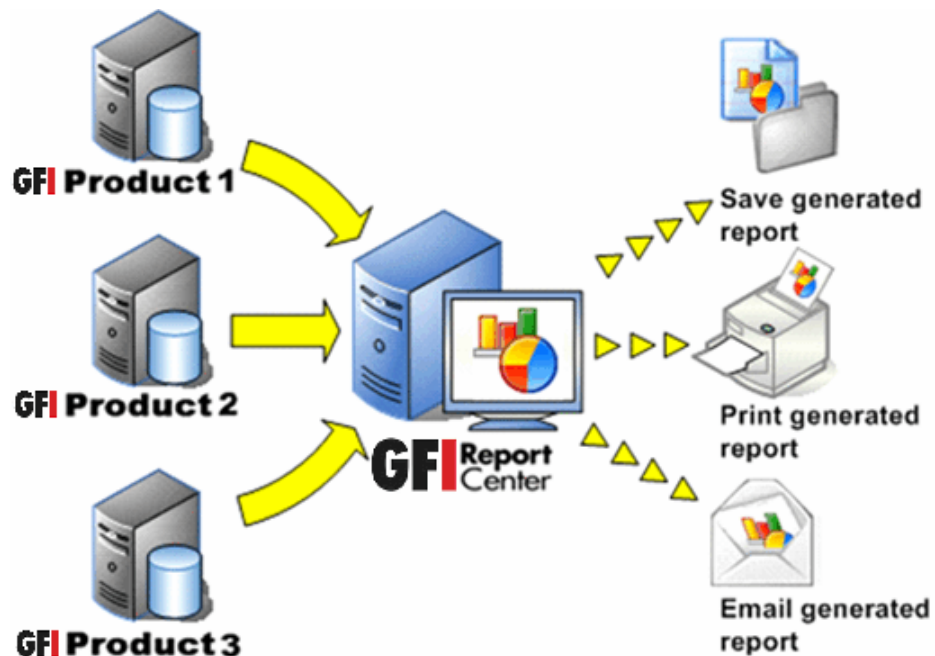 GFI Product 1
GFI Product 2
GFI Product 3
GFI Report
Center
Save generated
report
Print generated
report
Email generated
report